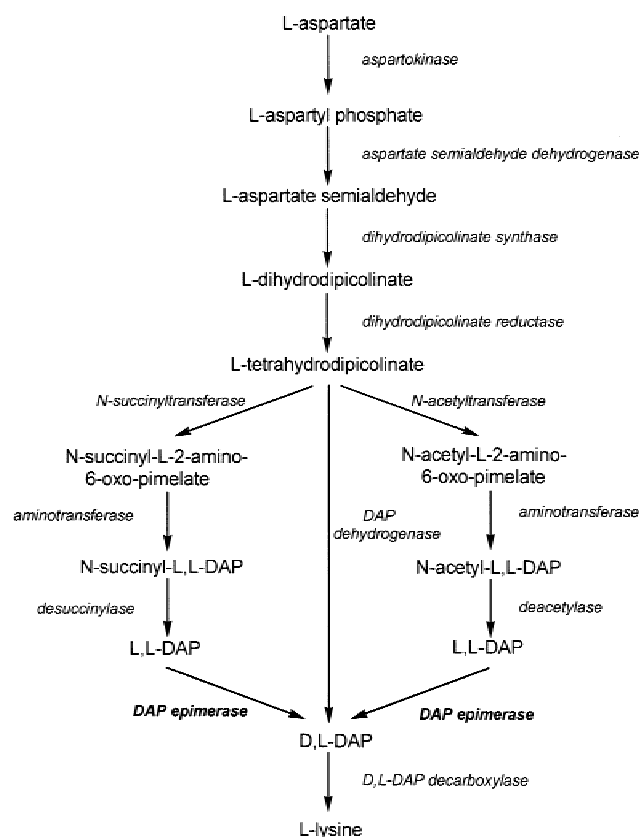 L-aspartate
aspartokinase
L-aspartyl phosphate
aspartate semialdehyde dehydrogenase
L-aspartate semialdehyde
dihydrodipicolinate synthase
L-dihydrodipicolinate
dihydrodipicolinate reductase
L-tetrahydrodipicolinate
N-succinyltransferase
N-acetyltransferase
N-succinyl-L-2-amino-
6-oxo-pimelate
N-acetyl-L-2-amino-
6-oxo-pimelate
aminotransferase
DAP
dehydrogenase
aminotransferase
N-succinyl-L,L-DAP
N-acetyl-L,L-DAP
desuccinylase
deacetylase
L,L-DAP
L,L-DAP
DAP epimerase
DAP epimerase
D,L-DAP
D,L-DAP decarboxylase
L-lysine